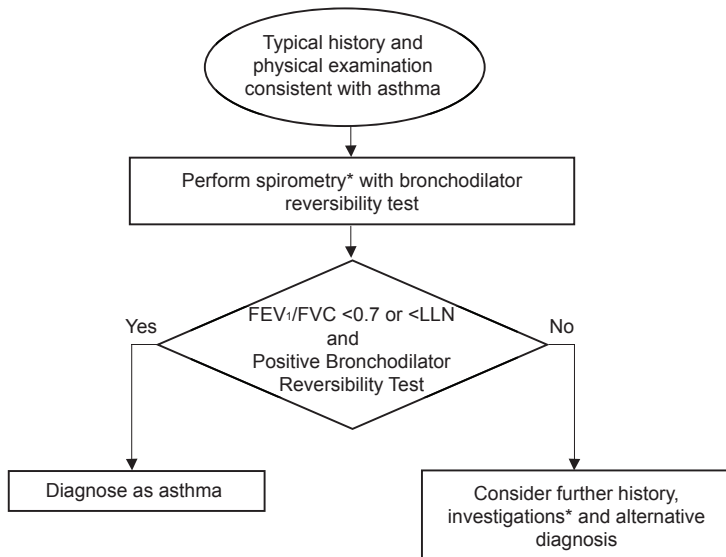 Typical history and
physical examination
consistent with asthma
Perform spirometry* with bronchodilator
reversibility test
FEV₁/FVC <0.7 or <LLN
and
Positive Bronchodilator
Reversibility Test
Yes
No
Diagnose as asthma
Consider further history,
investigations* and alternative
diagnosis